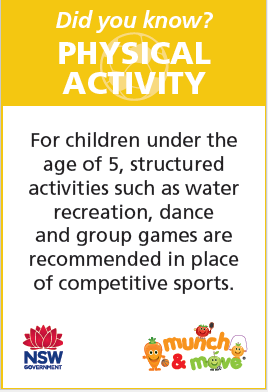 Did you know?
PHYSICAL
ACTIVITY
For children under the
age of 5, structured
activities such as water
recreation, dance
and group games are
recommended in place
of competitive sports.
NSW
GOVERNMENT
munch
& move